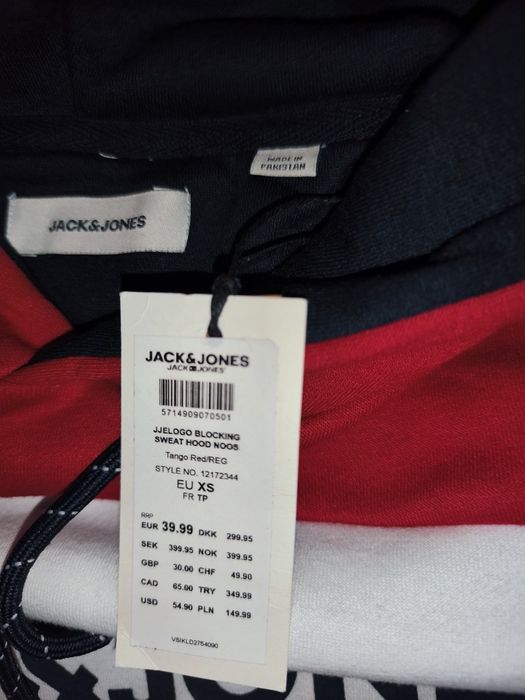 MADE IN
PAKISTAN
JACK&JONES
JACK&JONES
JACK&JONES
5714909070501
JJELOGO BLOCKING
SWEAT HOOD NOOS
Tango Red/REG
STYLE NO. 12172344
EU XS
FR TP
RRP
EUR 39.99 DKK 299.95
SEK 399.95 NOK 399.95
GBP 30.00 CHF 49.90
CAD 65.00 TRY 349.99
USD 54.90 PLN 149.99
VSIKLD2754090
&JON